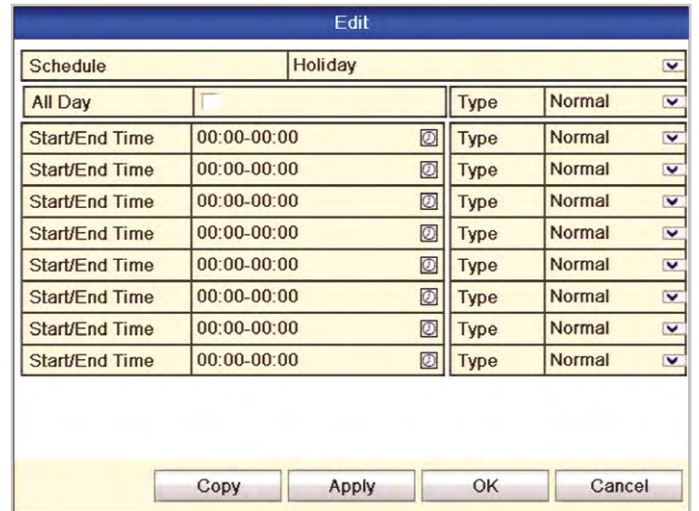 Edit
Schedule Holiday
All Day Type Normal
Start/End Time 00:00-00:00 Type Normal
Start/End Time 00:00-00:00 Type Normal
Start/End Time 00:00-00:00 Type Normal
Start/End Time 00:00-00:00 Type Normal
Start/End Time 00:00-00:00 Type Normal
Start/End Time 00:00-00:00 Type Normal
Start/End Time 00:00-00:00 Type Normal
Start/End Time 00:00-00:00 Type Normal
Copy Apply OK Cancel